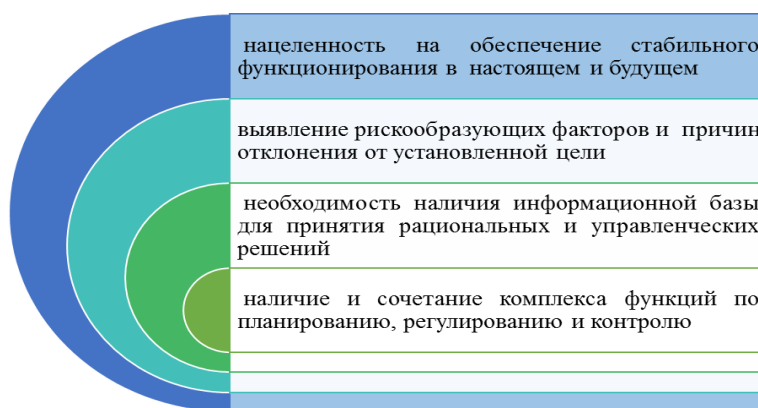 нацеленность на обеспечение стабильного
функционирования в настоящем и будущем
выявление рискообразующих факторов и причин
отклонения от установленной цели
необходимость наличия информационной базы
для принятия рациональных и управленческих
решений
наличие и сочетание комплекса функций по
планированию, регулированию и контролю